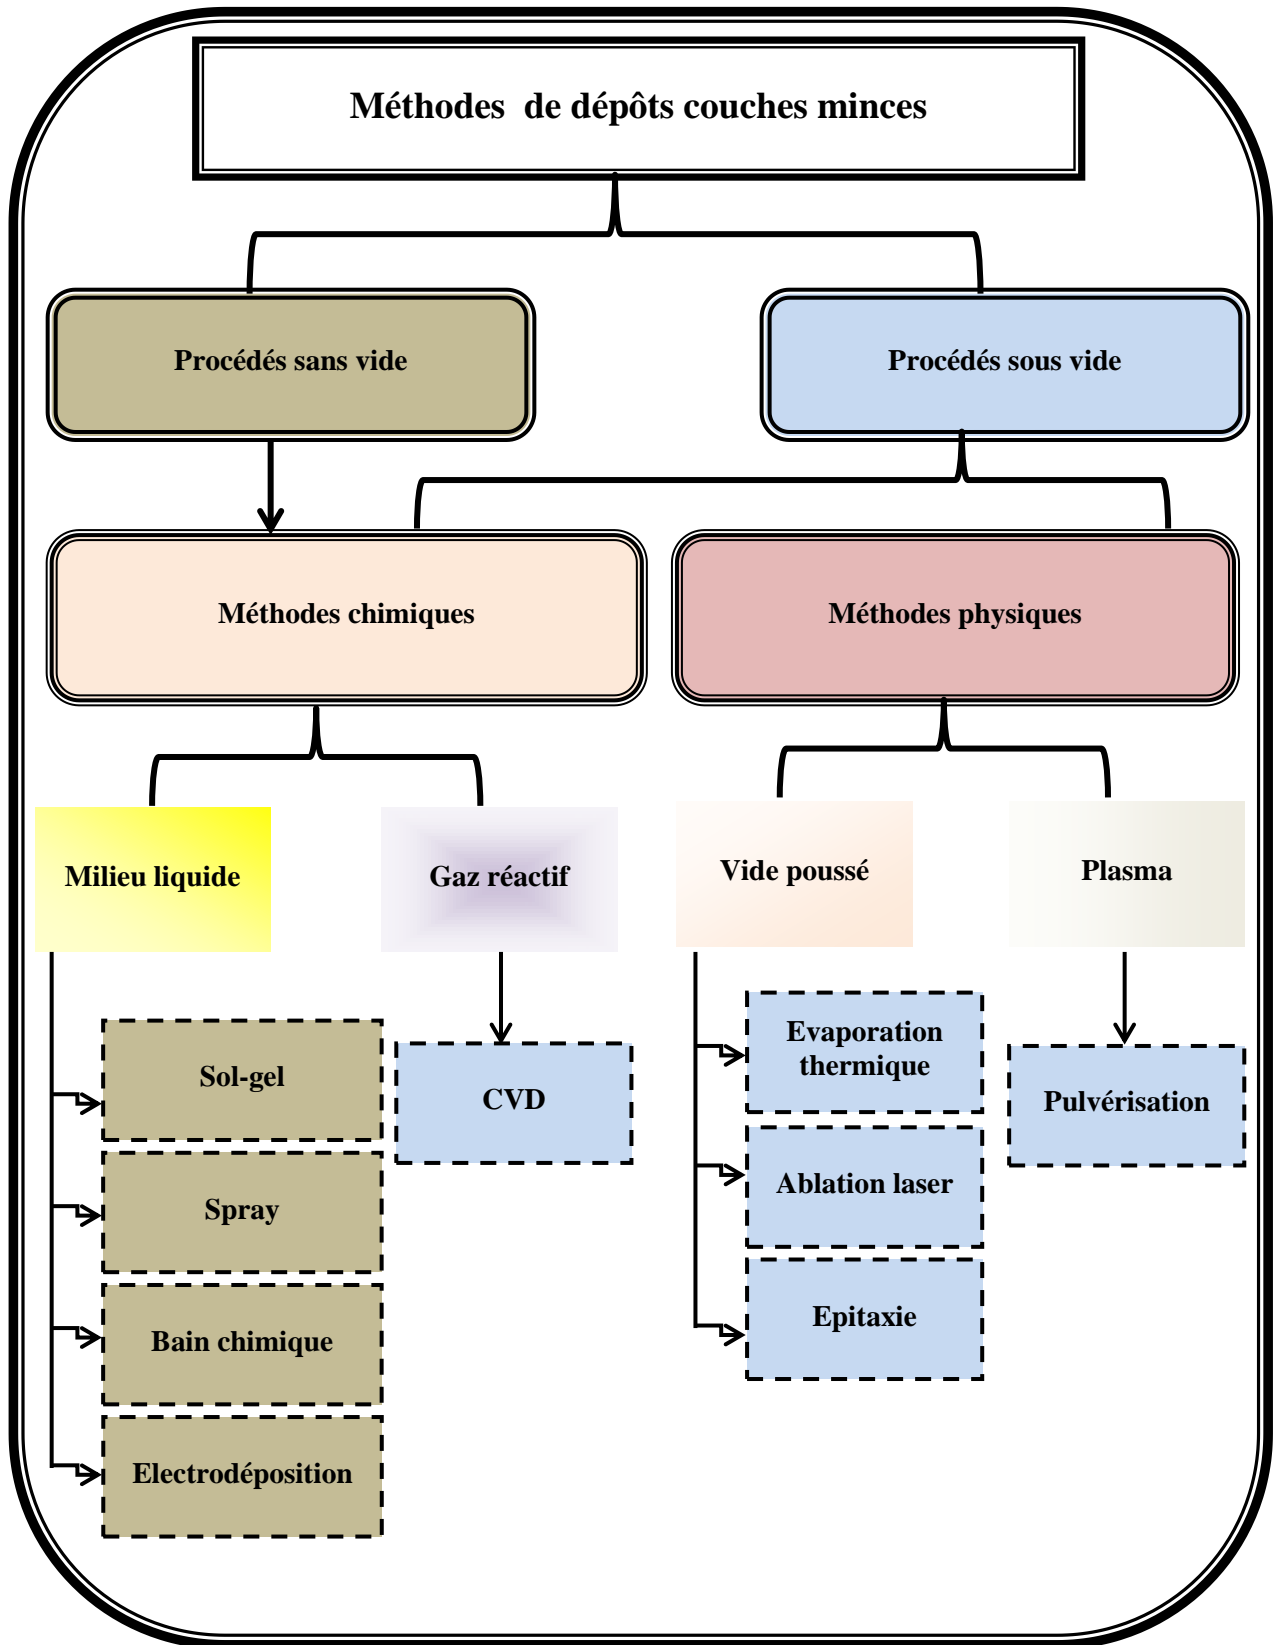 Méthodes de dépôts couches minces
Procédés sans vide
Procédés sous vide
Méthodes chimiques
Méthodes physiques
Milieu liquide
Gaz réactif
Vide poussé
Plasma
Sol-gel
Spray
Bain chimique
Electrodéposition
CVD
Evaporation
thermique
Ablation laser
Epitaxie
Pulvérisation